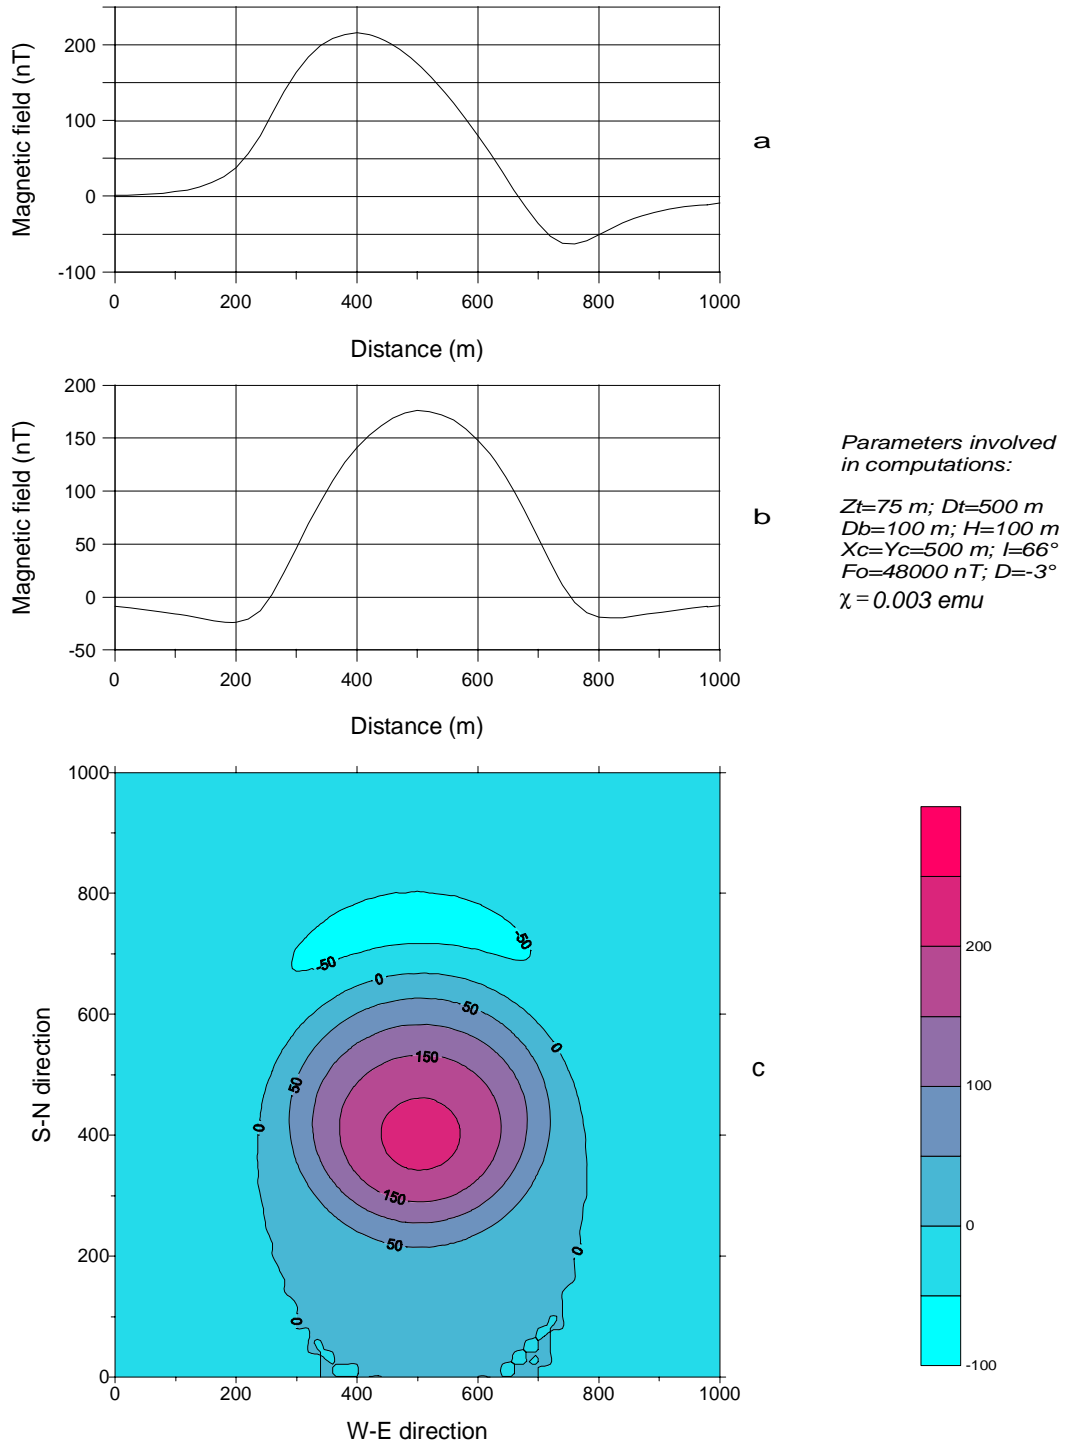 Magnetic field (nT)
200
100
0
-100
0 200 400 600 800 1000
Distance (m)
a
Magnetic field (nT)
200
150
100
50
0
-50
0 200 400 600 800 1000
Distance (m)
b
Parameters involved
in computations:
Zt=75 m; Dt=500 m
Db=100 m; H=100 m
Xc=Yc=500 m; I=66°
Fo=48000 nT; D=-3°
χ = 0.003 emu
S-N direction
1000
800
600
400
200
0
0 200 400 600 800 1000
W-E direction
-50
-50
0
50
0
150
50
0
150
50
0
0
c
200
100
0
-100